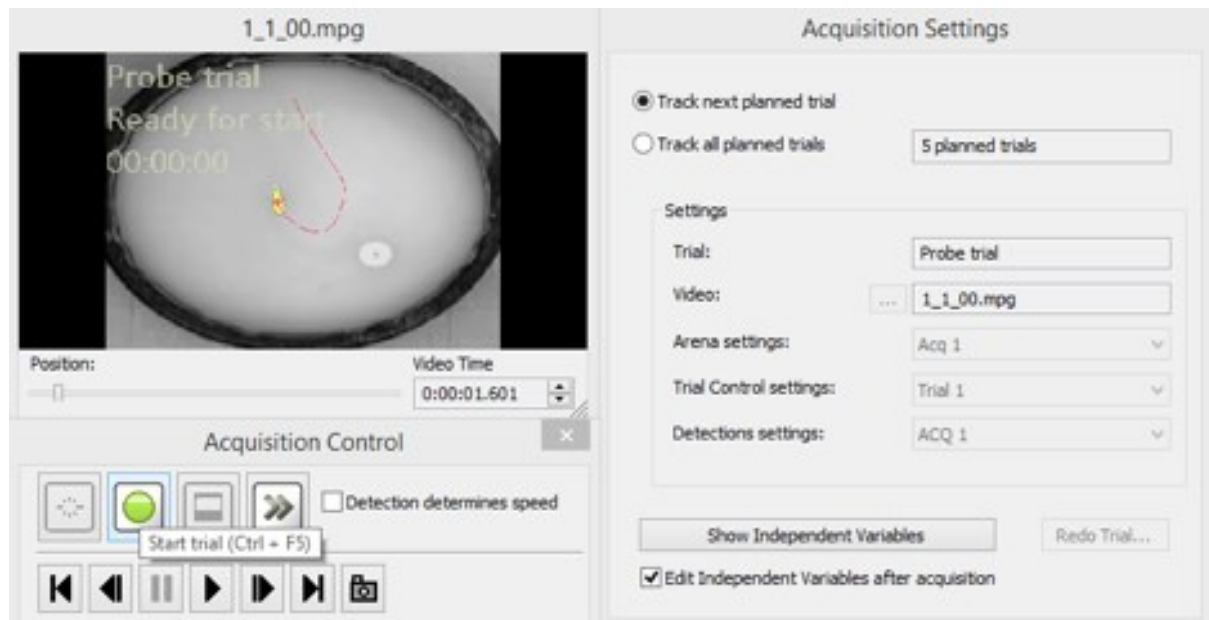 1_1_00.mpg
Probe trial
Ready for start
00:00:00
Position:
Video Time
0:00:01.601
Acquisition Control
Detection determines speed
Start trial (Ctrl + F5)
Acquisition Settings
Track next planned trial
Track all planned trials
5 planned trials
Settings
Trial:
Probe trial
Video:
...
1_1_00.mpg
Arena settings:
Acq 1
Trial Control settings:
Trial 1
Detections settings:
ACQ 1
Show Independent Variables
Redo Trial...
Edit Independent Variables after acquisition